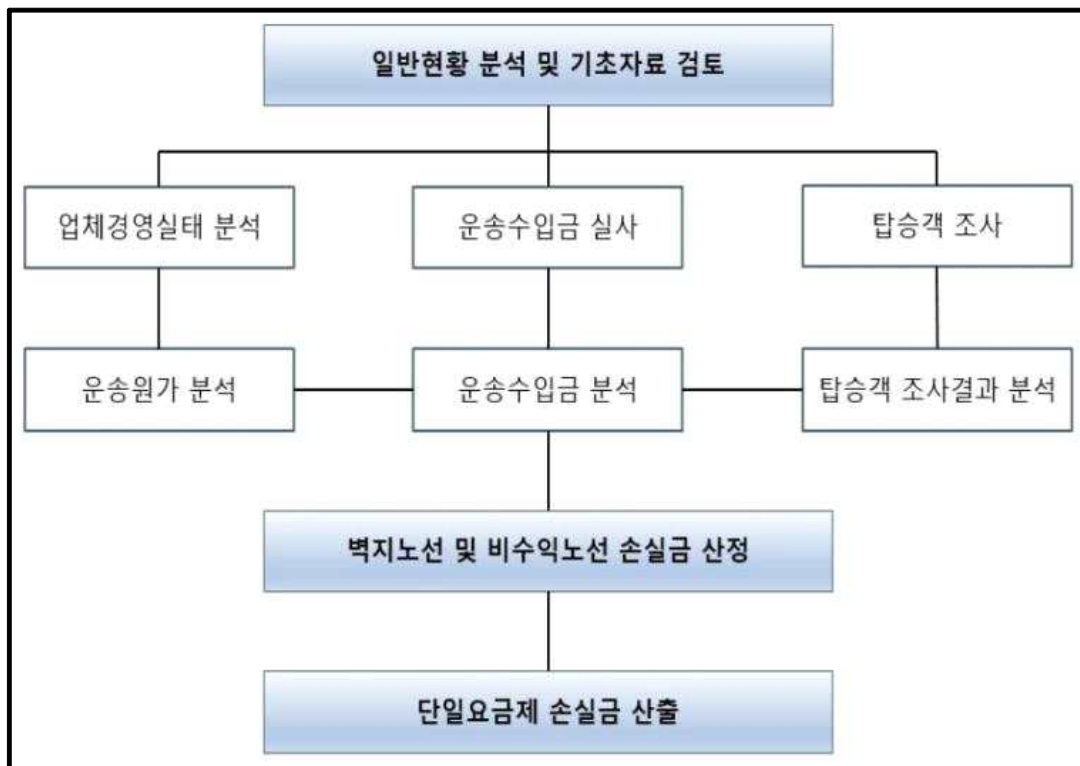 일반현황 분석 및 기초자료 검토
업체경영실태 분석
운송수입금 실사
탑승객 조사
운송원가 분석
운송수입금 분석
탑승객 조사결과 분석
벽지노선 및 비수익노선 손실금 산정
단일요금제 손실금 산출